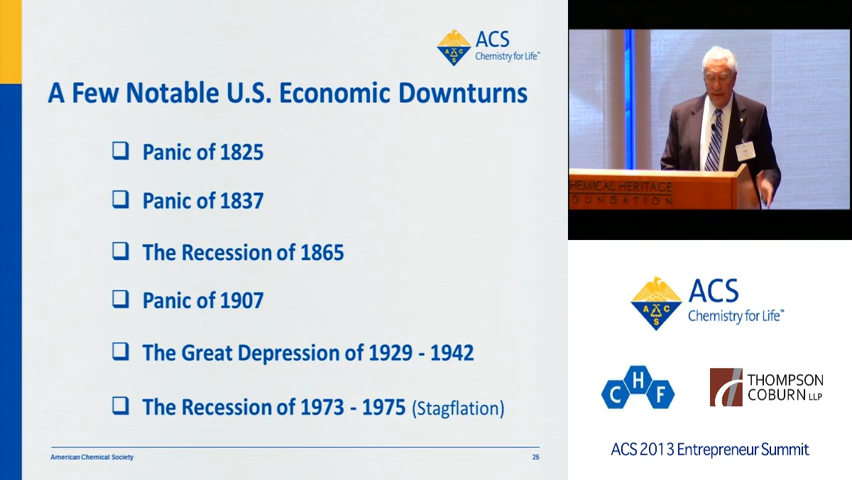 ACS
Chemistry for Life™
A Few Notable U.S. Economic Downturns
Panic of 1825
Panic of 1837
The Recession of 1865
Panic of 1907
The Great Depression of 1929 - 1942
The Recession of 1973 - 1975 (Stagflation)
American Chemical Society
25
CHEMICAL HERITAGE
FOUNDATION
A C S
ACS
Chemistry for Life™
C H F
THOMPSON
COBURN LLP
ACS 2013 Entrepreneur Summit